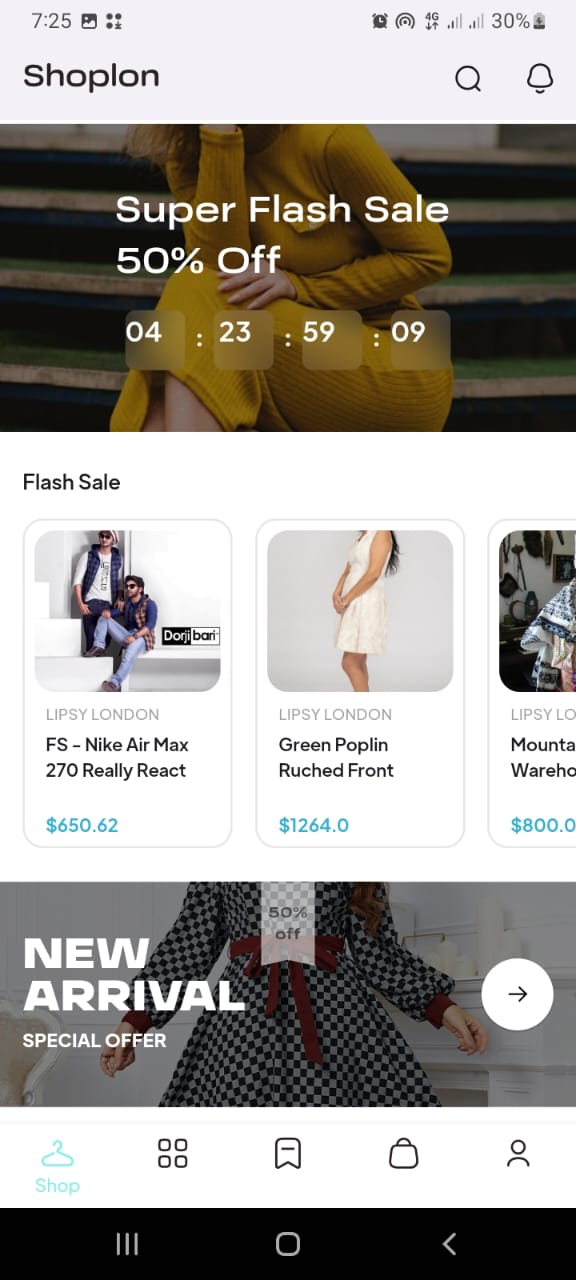 7:25
4G
30%
Shoplon
Super Flash Sale
50% Off
04 : 23 : 59 : 09
Flash Sale
Dorjibari
LIPSY LONDON
FS - Nike Air Max
270 Really React
$650.62
LIPSY LONDON
Green Poplin
Ruched Front
$1264.0
LIPSY LO
Mounta
Wareho
$800.0
50%
off
NEW
ARRIVAL
SPECIAL OFFER
Shop